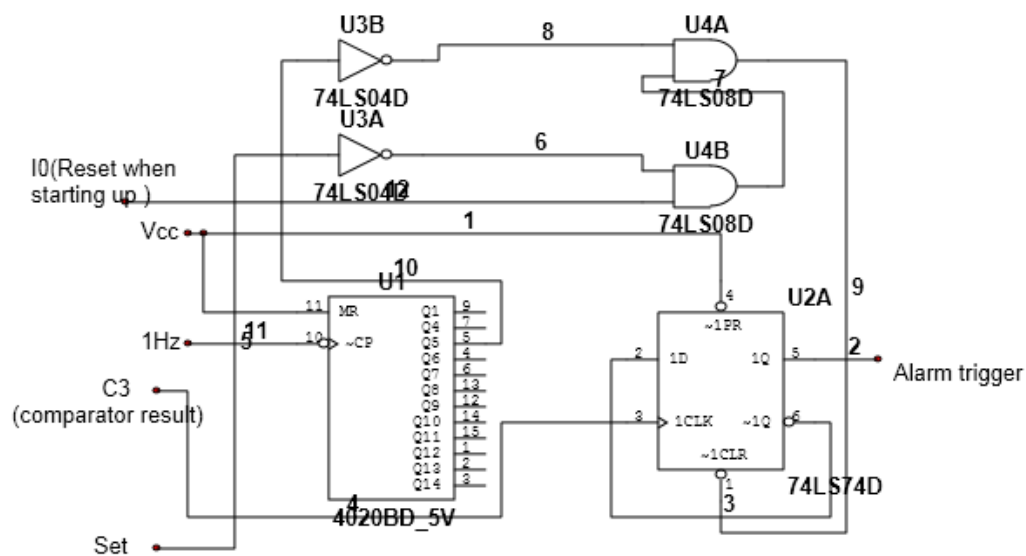 U3B
8
U4A
74LS04D
7
74LS08D
U3A
6
U4B
I0(Reset when
starting up )
74LS04D
12
74LS08D
Vcc
1
10
U1
9
U2A
11
MR
Q1
9
4
~1PR
Q4
7
1Hz
11
5
10
~CP
Q5
5
Q6
4
2
1D
1Q
5
2
Alarm trigger
Q7
6
C3
(comparator result)
Q8
13
Q9
12
Q10
14
3
1CLK
~1Q
6
Q11
15
Q12
1
~1CLR
Q13
2
Q14
3
1
74LS74D
4
3
4020BD_5V
Set